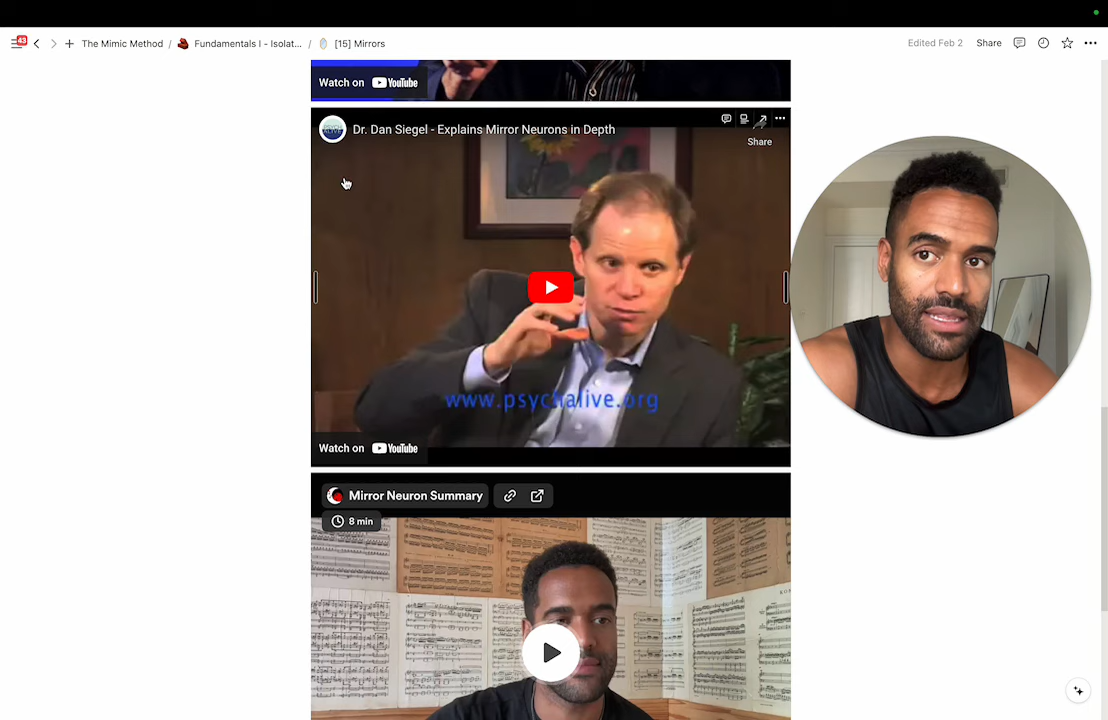 43
The Mimic Method / Fundamentals I - Isolat... / [15] Mirrors
Edited Feb 2
Share
Watch on YouTube
Dr. Dan Siegel - Explains Mirror Neurons in Depth
Share
www.psychalive.org
Watch on YouTube
Mirror Neuron Summary
8 min